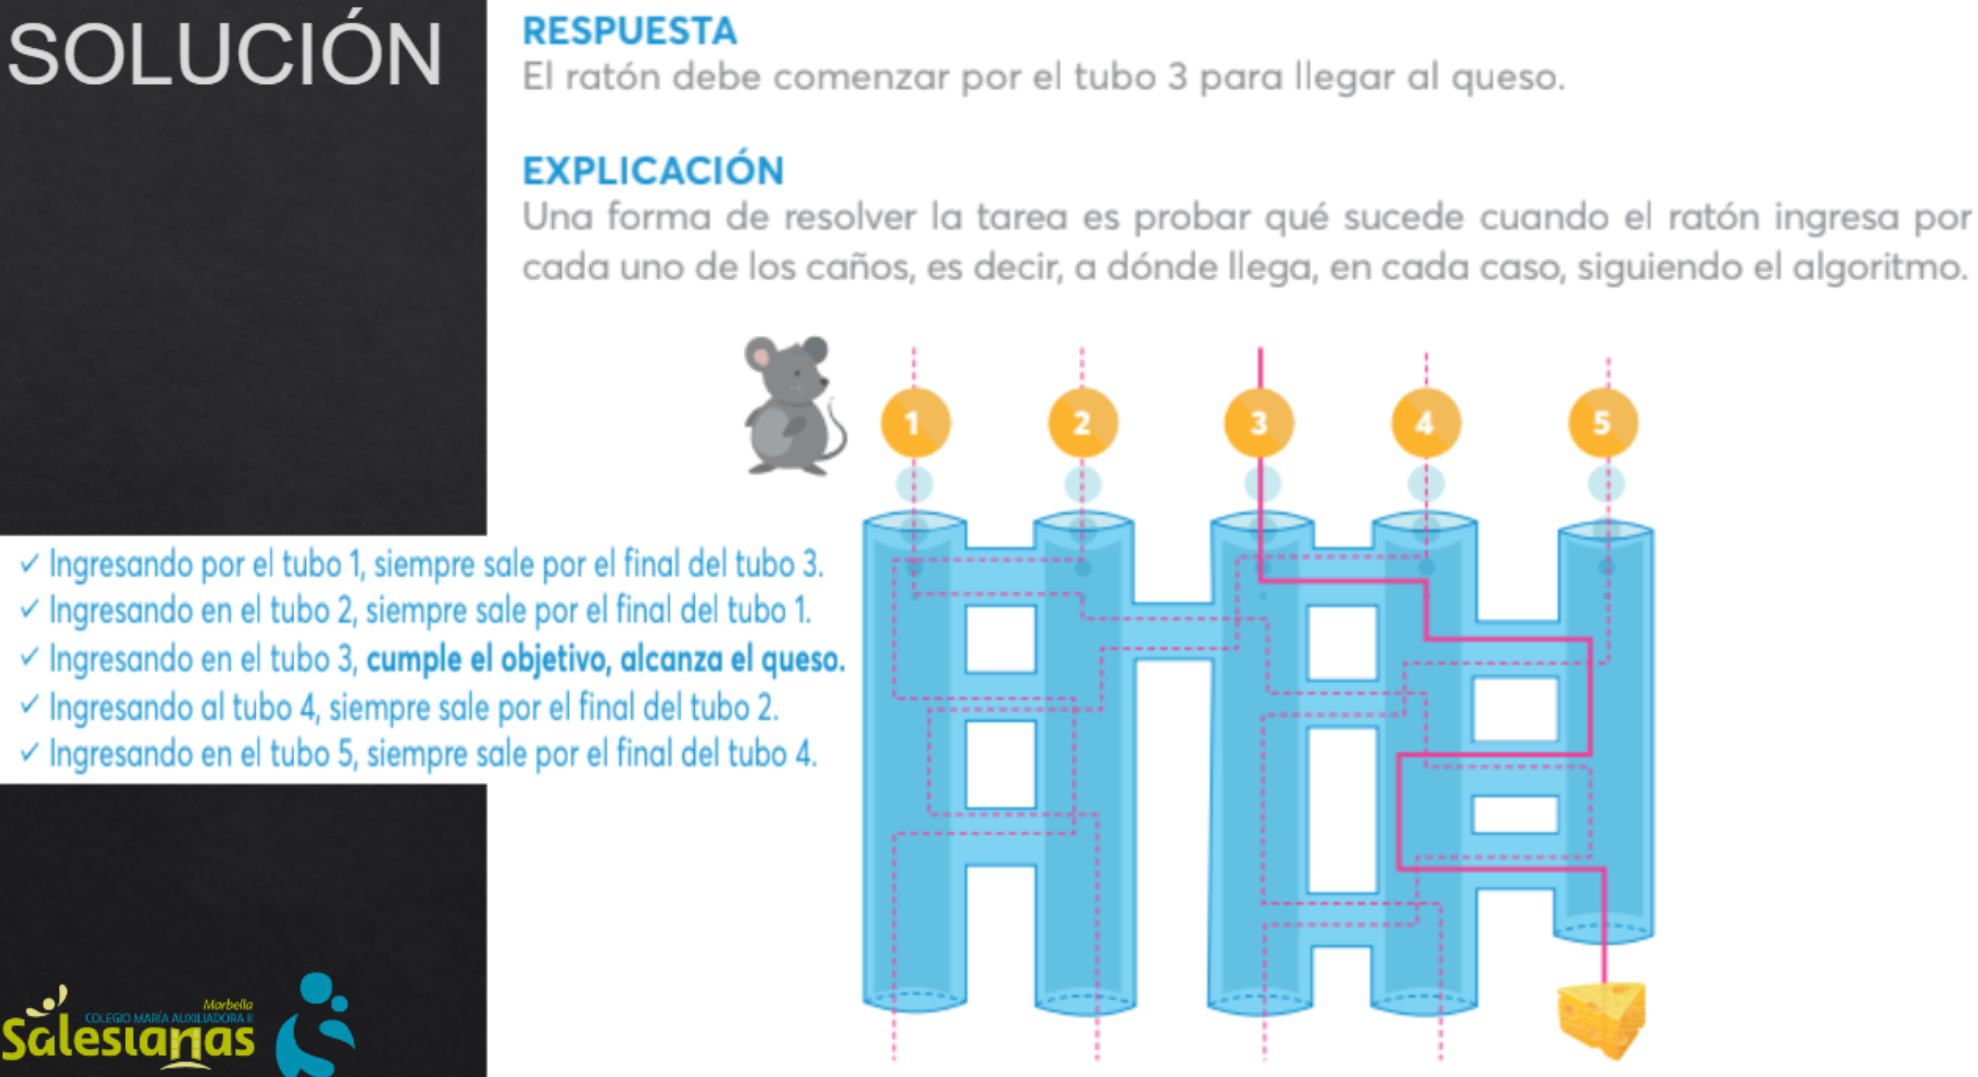 SOLUCIÓN
RESPUESTA
El ratón debe comenzar por el tubo 3 para llegar al queso.
EXPLICACIÓN
Una forma de resolver la tarea es probar qué sucede cuando el ratón ingresa por
cada uno de los caños, es decir, a dónde llega, en cada caso, siguiendo el algoritmo.
1 2 3 4 5
✓ Ingresando por el tubo 1, siempre sale por el final del tubo 3.
✓ Ingresando en el tubo 2, siempre sale por el final del tubo 1.
✓ Ingresando en el tubo 3, cumple el objetivo, alcanza el queso.
✓ Ingresando al tubo 4, siempre sale por el final del tubo 2.
✓ Ingresando en el tubo 5, siempre sale por el final del tubo 4.
Marbella
COLEGIO MARÍA AUXILIADORA II
Salesianas